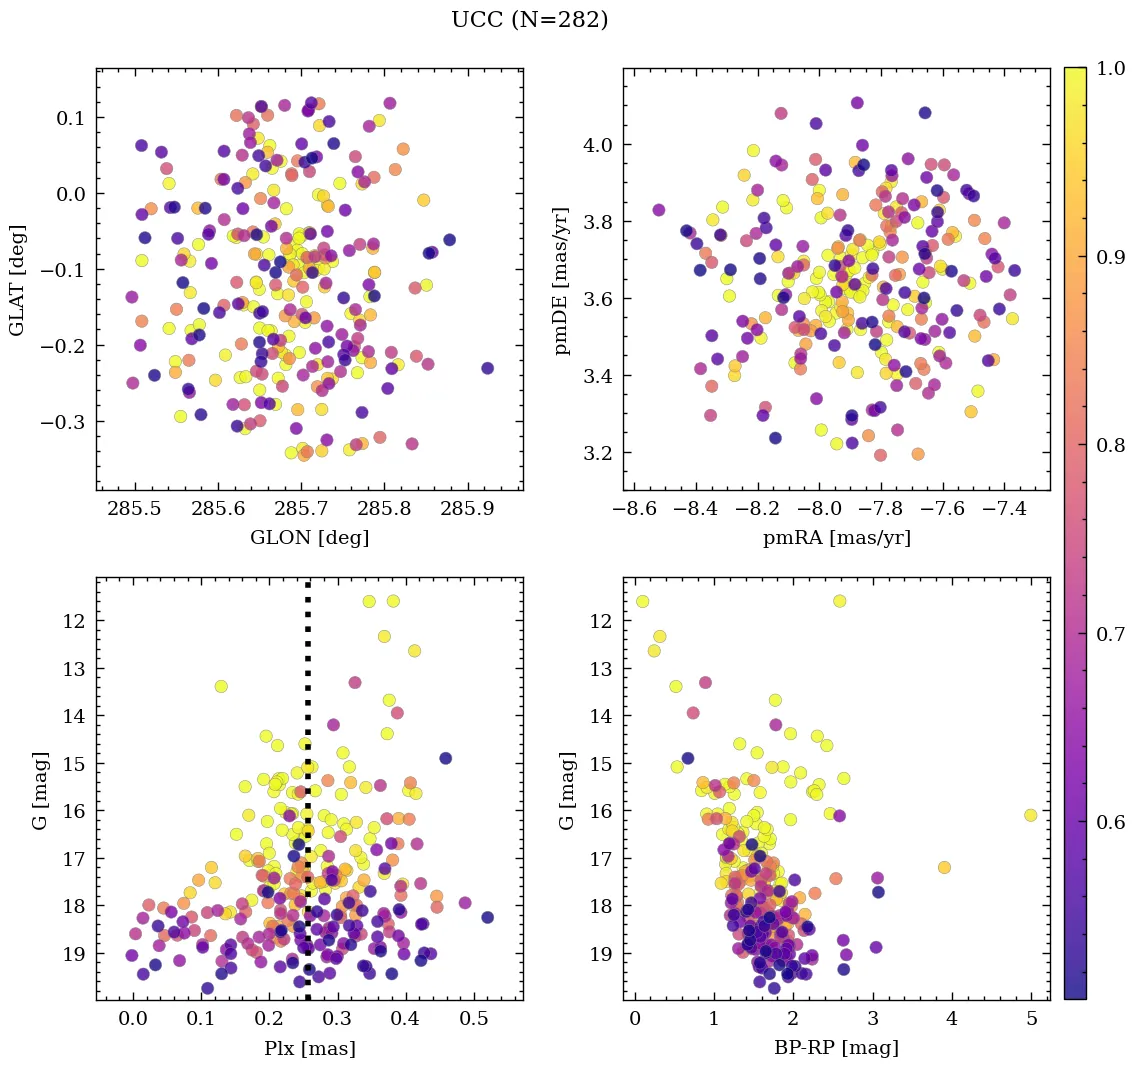 UCC (N=282)
0.1
0.0
−0.1
−0.2
−0.3
GLAT [deg]
285.5 285.6 285.7 285.8 285.9
GLON [deg]
4.0
3.8
3.6
3.4
3.2
pmDE [mas/yr]
−8.6 −8.4 −8.2 −8.0 −7.8 −7.6 −7.4
pmRA [mas/yr]
1.0
0.9
0.8
0.7
0.6
12
13
14
15
16
17
18
19
G [mag]
0.0 0.1 0.2 0.3 0.4 0.5
Plx [mas]
12
13
14
15
16
17
18
19
G [mag]
0 1 2 3 4 5
BP-RP [mag]